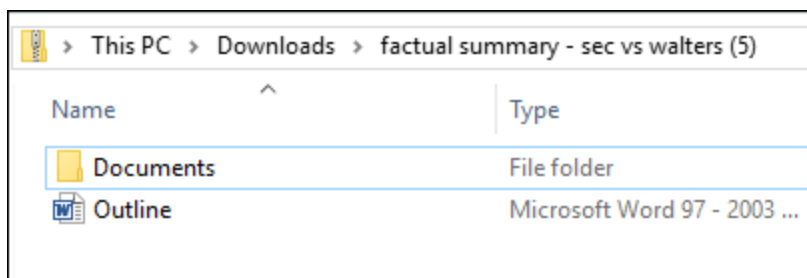 This PC > Downloads > factual summary - sec vs walters (5)
Name Type
Documents File folder
Outline Microsoft Word 97 - 2003 ...